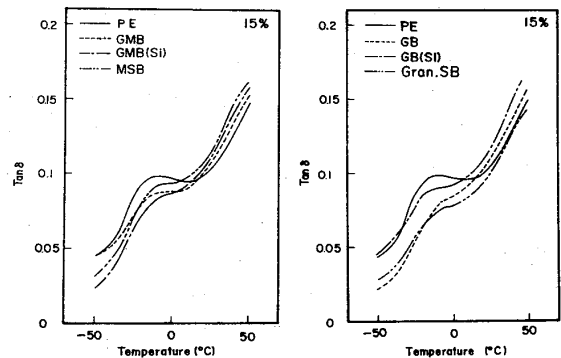 0.2
15%
PE
GMB
GMB(Si)
MSB
0.15
Tan δ
0.1
0.05
0
-50
0
50
Temperature (°C)
0.2
15%
PE
GB
GB(SI)
Gran.SB
0.15
Tan δ
0.1
0.05
0
-50
0
50
Temperature (°C)